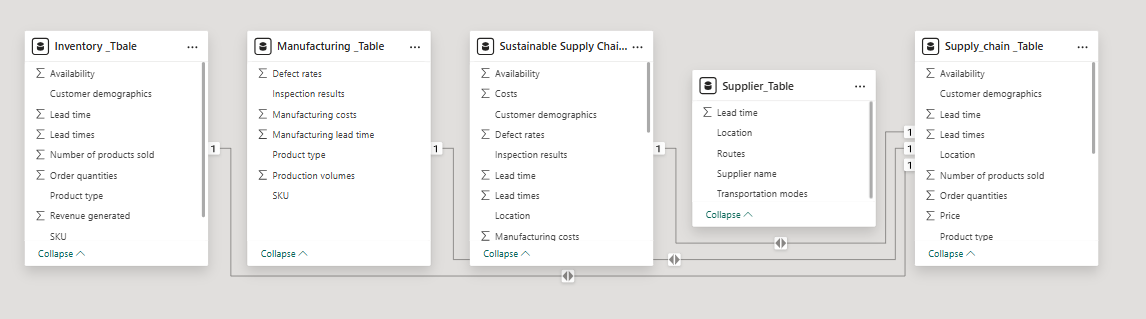 Inventory _Tbale
Availability
Customer demographics
Lead time
Lead times
Number of products sold
Order quantities
Product type
Revenue generated
SKU
Collapse
Manufacturing _Table
Defect rates
Inspection results
Manufacturing costs
Manufacturing lead time
Product type
Production volumes
SKU
Collapse
Sustainable Supply Chai...
Availability
Costs
Customer demographics
Defect rates
Inspection results
Lead time
Lead times
Location
Manufacturing costs
Collapse
Supplier_Table
Lead time
Location
Routes
Supplier name
Transportation modes
Collapse
Supply_chain _Table
Availability
Customer demographics
Lead time
Lead times
Location
Number of products sold
Order quantities
Price
Product type
Collapse
1
1
1
1
1
1